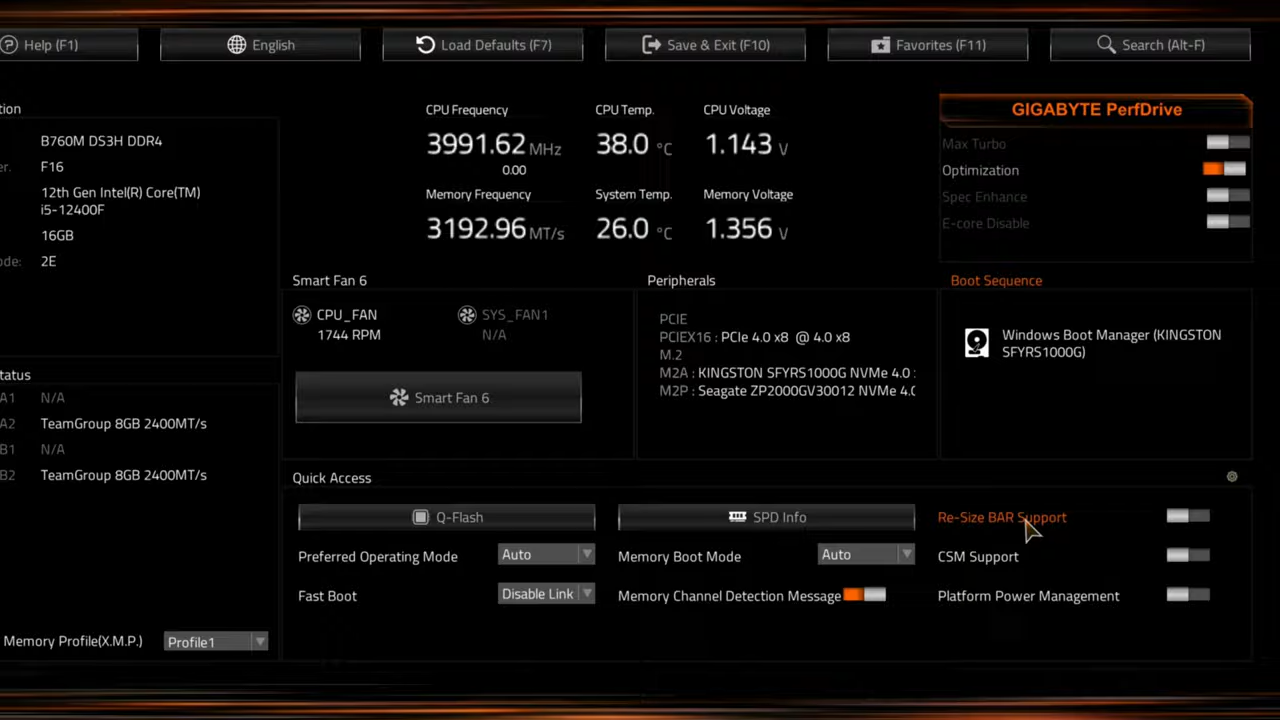 Help (F1)
English
Load Defaults (F7)
Save & Exit (F10)
Favorites (F11)
Search (Alt-F)
tion
B760M DS3H DDR4
er.
F16
12th Gen Intel(R) Core(TM)
i5-12400F
16GB
ode:
2E
CPU Frequency
CPU Temp.
CPU Voltage
3991.62 MHz
38.0 °C
1.143 V
0.00
Memory Frequency
System Temp.
Memory Voltage
3192.96 MT/s
26.0 °C
1.356 V
GIGABYTE PerfDrive
Max Turbo
Optimization
Spec Enhance
E-core Disable
Smart Fan 6
CPU_FAN
1744 RPM
SYS_FAN1
N/A
Smart Fan 6
Peripherals
PCIE
PCIEX16 : PCIe 4.0 x8 @ 4.0 x8
M.2
M2A : KINGSTON SFYRS1000G NVMe 4.0 :
M2P : Seagate ZP2000GV30012 NVMe 4.0
Boot Sequence
Windows Boot Manager (KINGSTON
SFYRS1000G)
tatus
A1 N/A
A2 TeamGroup 8GB 2400MT/s
B1 N/A
B2 TeamGroup 8GB 2400MT/s
Memory Profile(X.M.P.) Profile1
Quick Access
Q-Flash
SPD Info
Re-Size BAR Support
Preferred Operating Mode Auto
Memory Boot Mode Auto
CSM Support
Fast Boot Disable Link
Memory Channel Detection Message
Platform Power Management